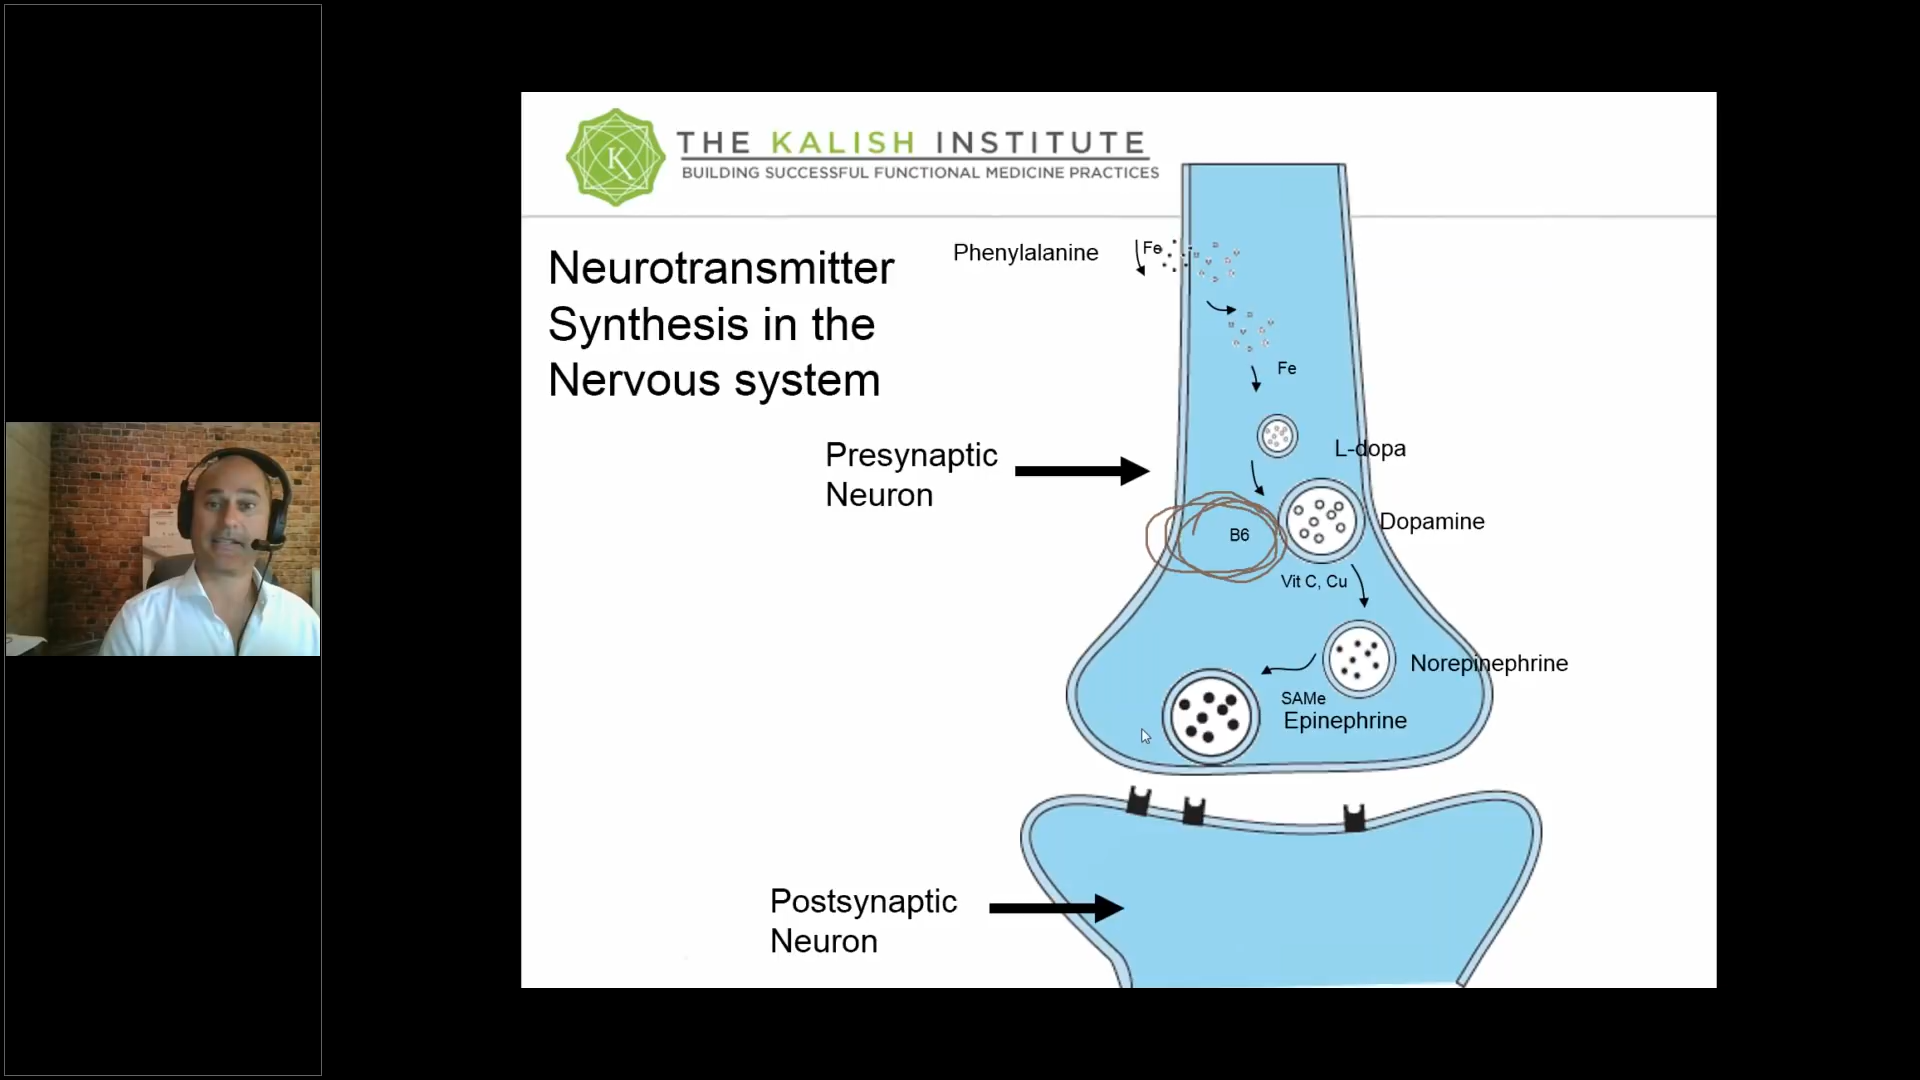 THE KALISH INSTITUTE
BUILDING SUCCESSFUL FUNCTIONAL MEDICINE PRACTICES
K
Neurotransmitter
Synthesis in the
Nervous system
Phenylalanine
Fe
Fe
L-dopa
Presynaptic
Neuron
B6
Dopamine
Vit C, Cu
Norepinephrine
SAMe
Epinephrine
Postsynaptic
Neuron